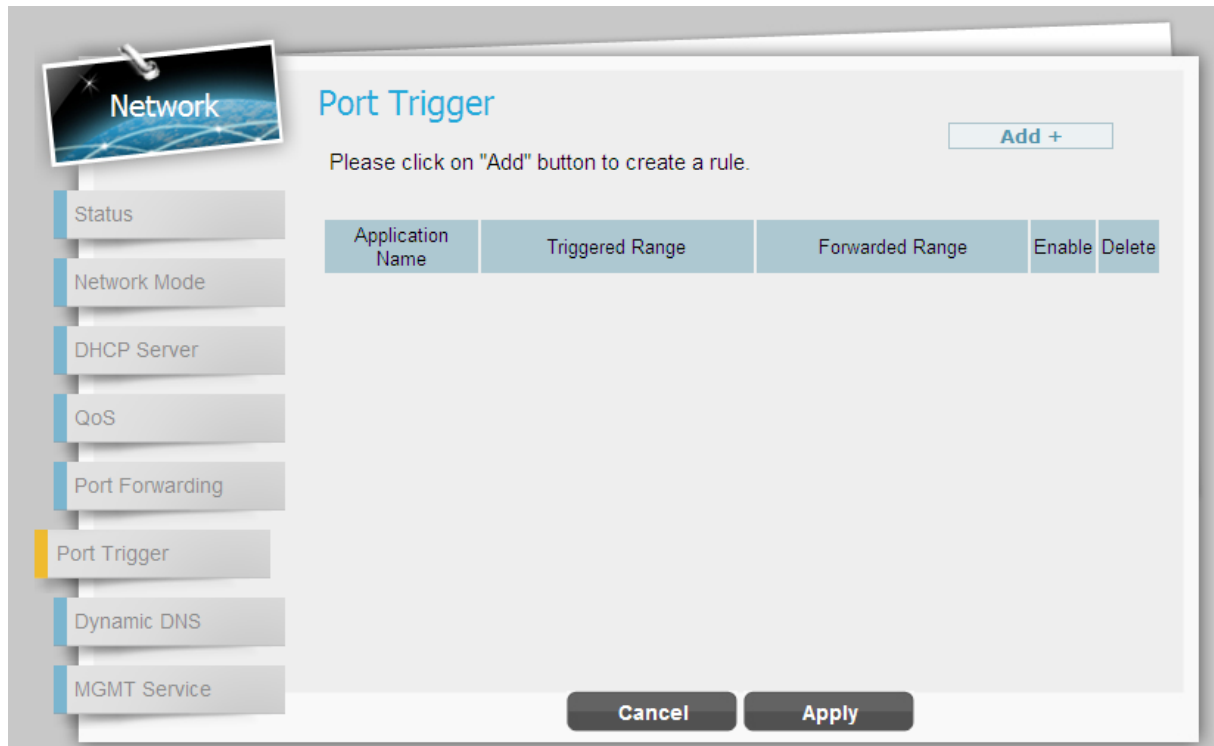 Network
Port Trigger
Add +
Please click on "Add" button to create a rule.
Status
Network Mode
DHCP Server
QoS
Port Forwarding
Port Trigger
Dynamic DNS
MGMT Service
Application
Name
Triggered Range
Forwarded Range
Enable
Delete
Cancel
Apply